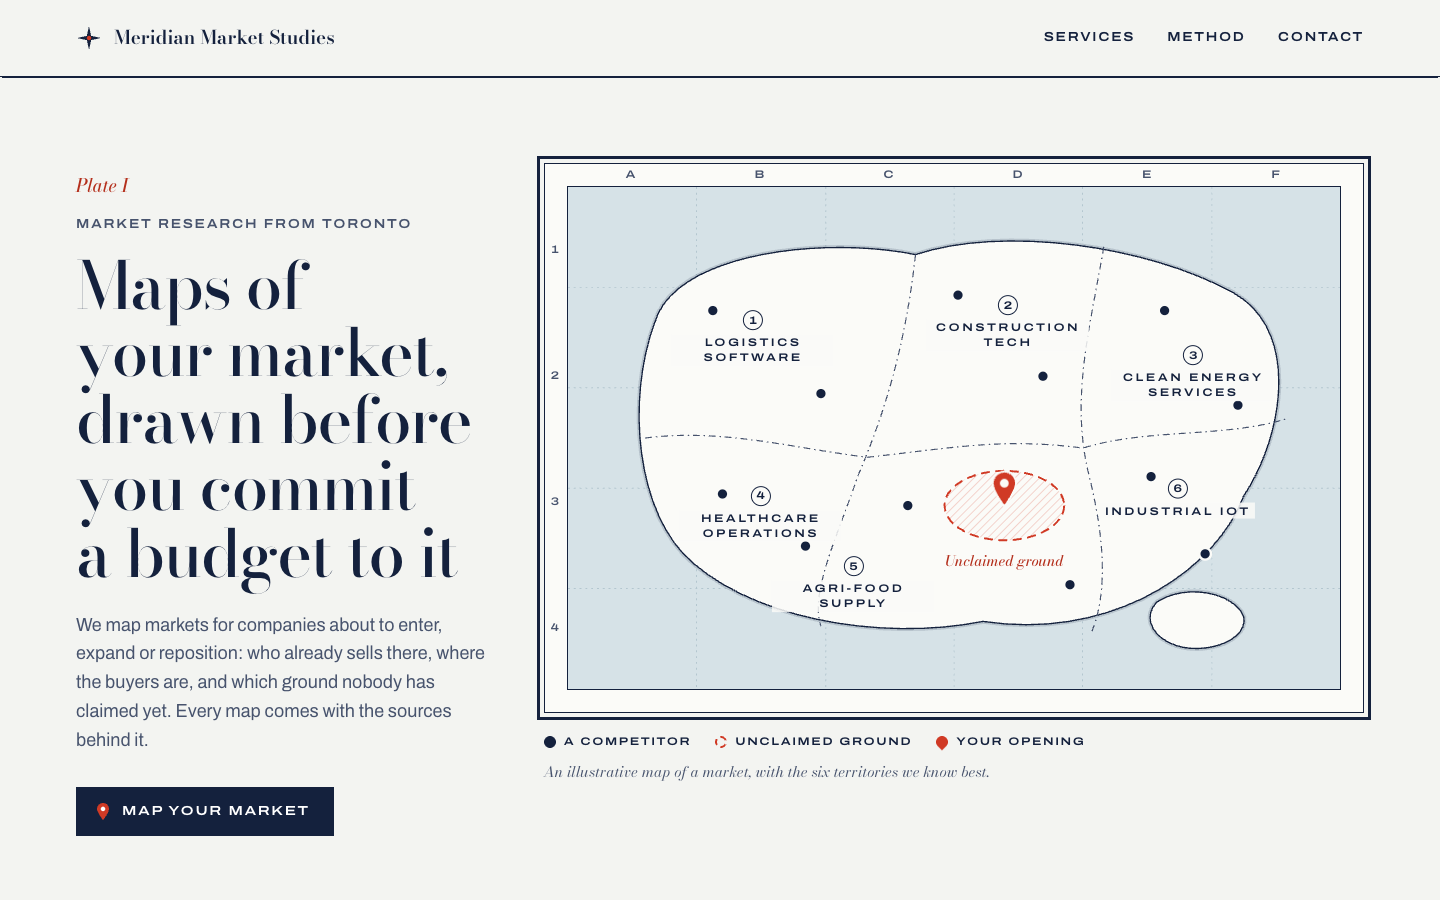 Meridian Market Studies
SERVICES METHOD CONTACT
Plate I
MARKET RESEARCH FROM TORONTO
Maps of
your market,
drawn before
you commit
a budget to it
We map markets for companies about to enter,
expand or reposition: who already sells there, where
the buyers are, and which ground nobody has
claimed yet. Every map comes with the sources
behind it.
MAP YOUR MARKET
A B C D E F
1
2
3
4
1
LOGISTICS
SOFTWARE
2
CONSTRUCTION
TECH
3
CLEAN ENERGY
SERVICES
4
HEALTHCARE
OPERATIONS
5
AGRI-FOOD
SUPPLY
6
INDUSTRIAL IOT
Unclaimed ground
A COMPETITOR UNCLAIMED GROUND YOUR OPENING
An illustrative map of a market, with the six territories we know best.